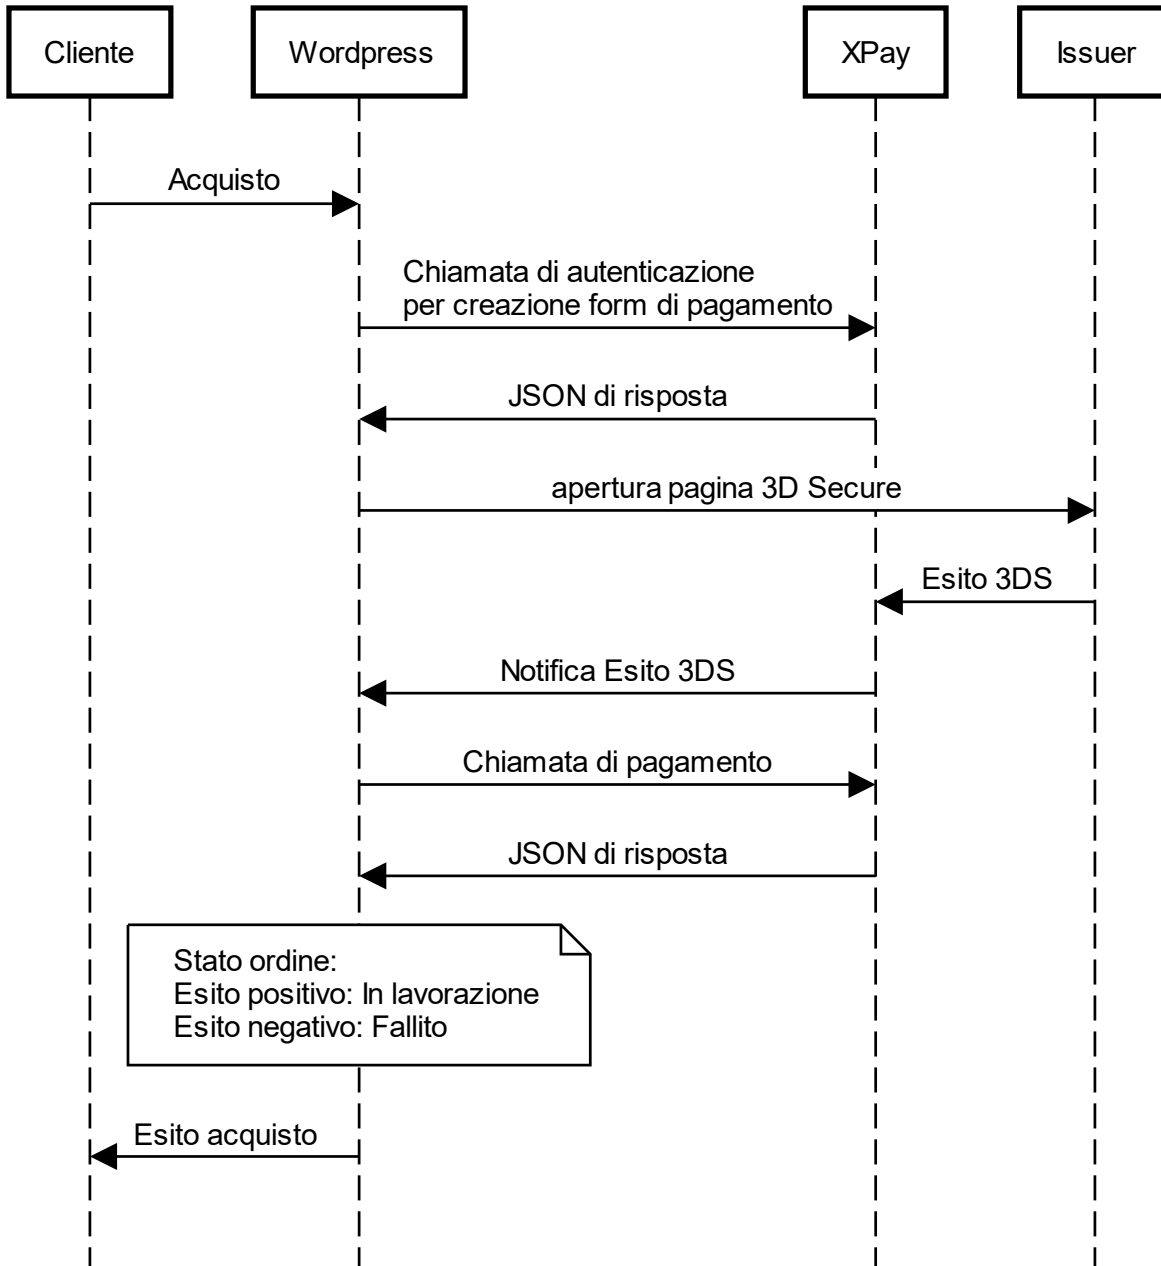 Cliente
Wordpress
XPay
Issuer
Acquisto
Chiamata di autenticazione
per creazione form di pagamento
JSON di risposta
apertura pagina 3D Secure
Esito 3DS
Notifica Esito 3DS
Chiamata di pagamento
JSON di risposta
Stato ordine:
Esito positivo: In lavorazione
Esito negativo: Fallito
Esito acquisto